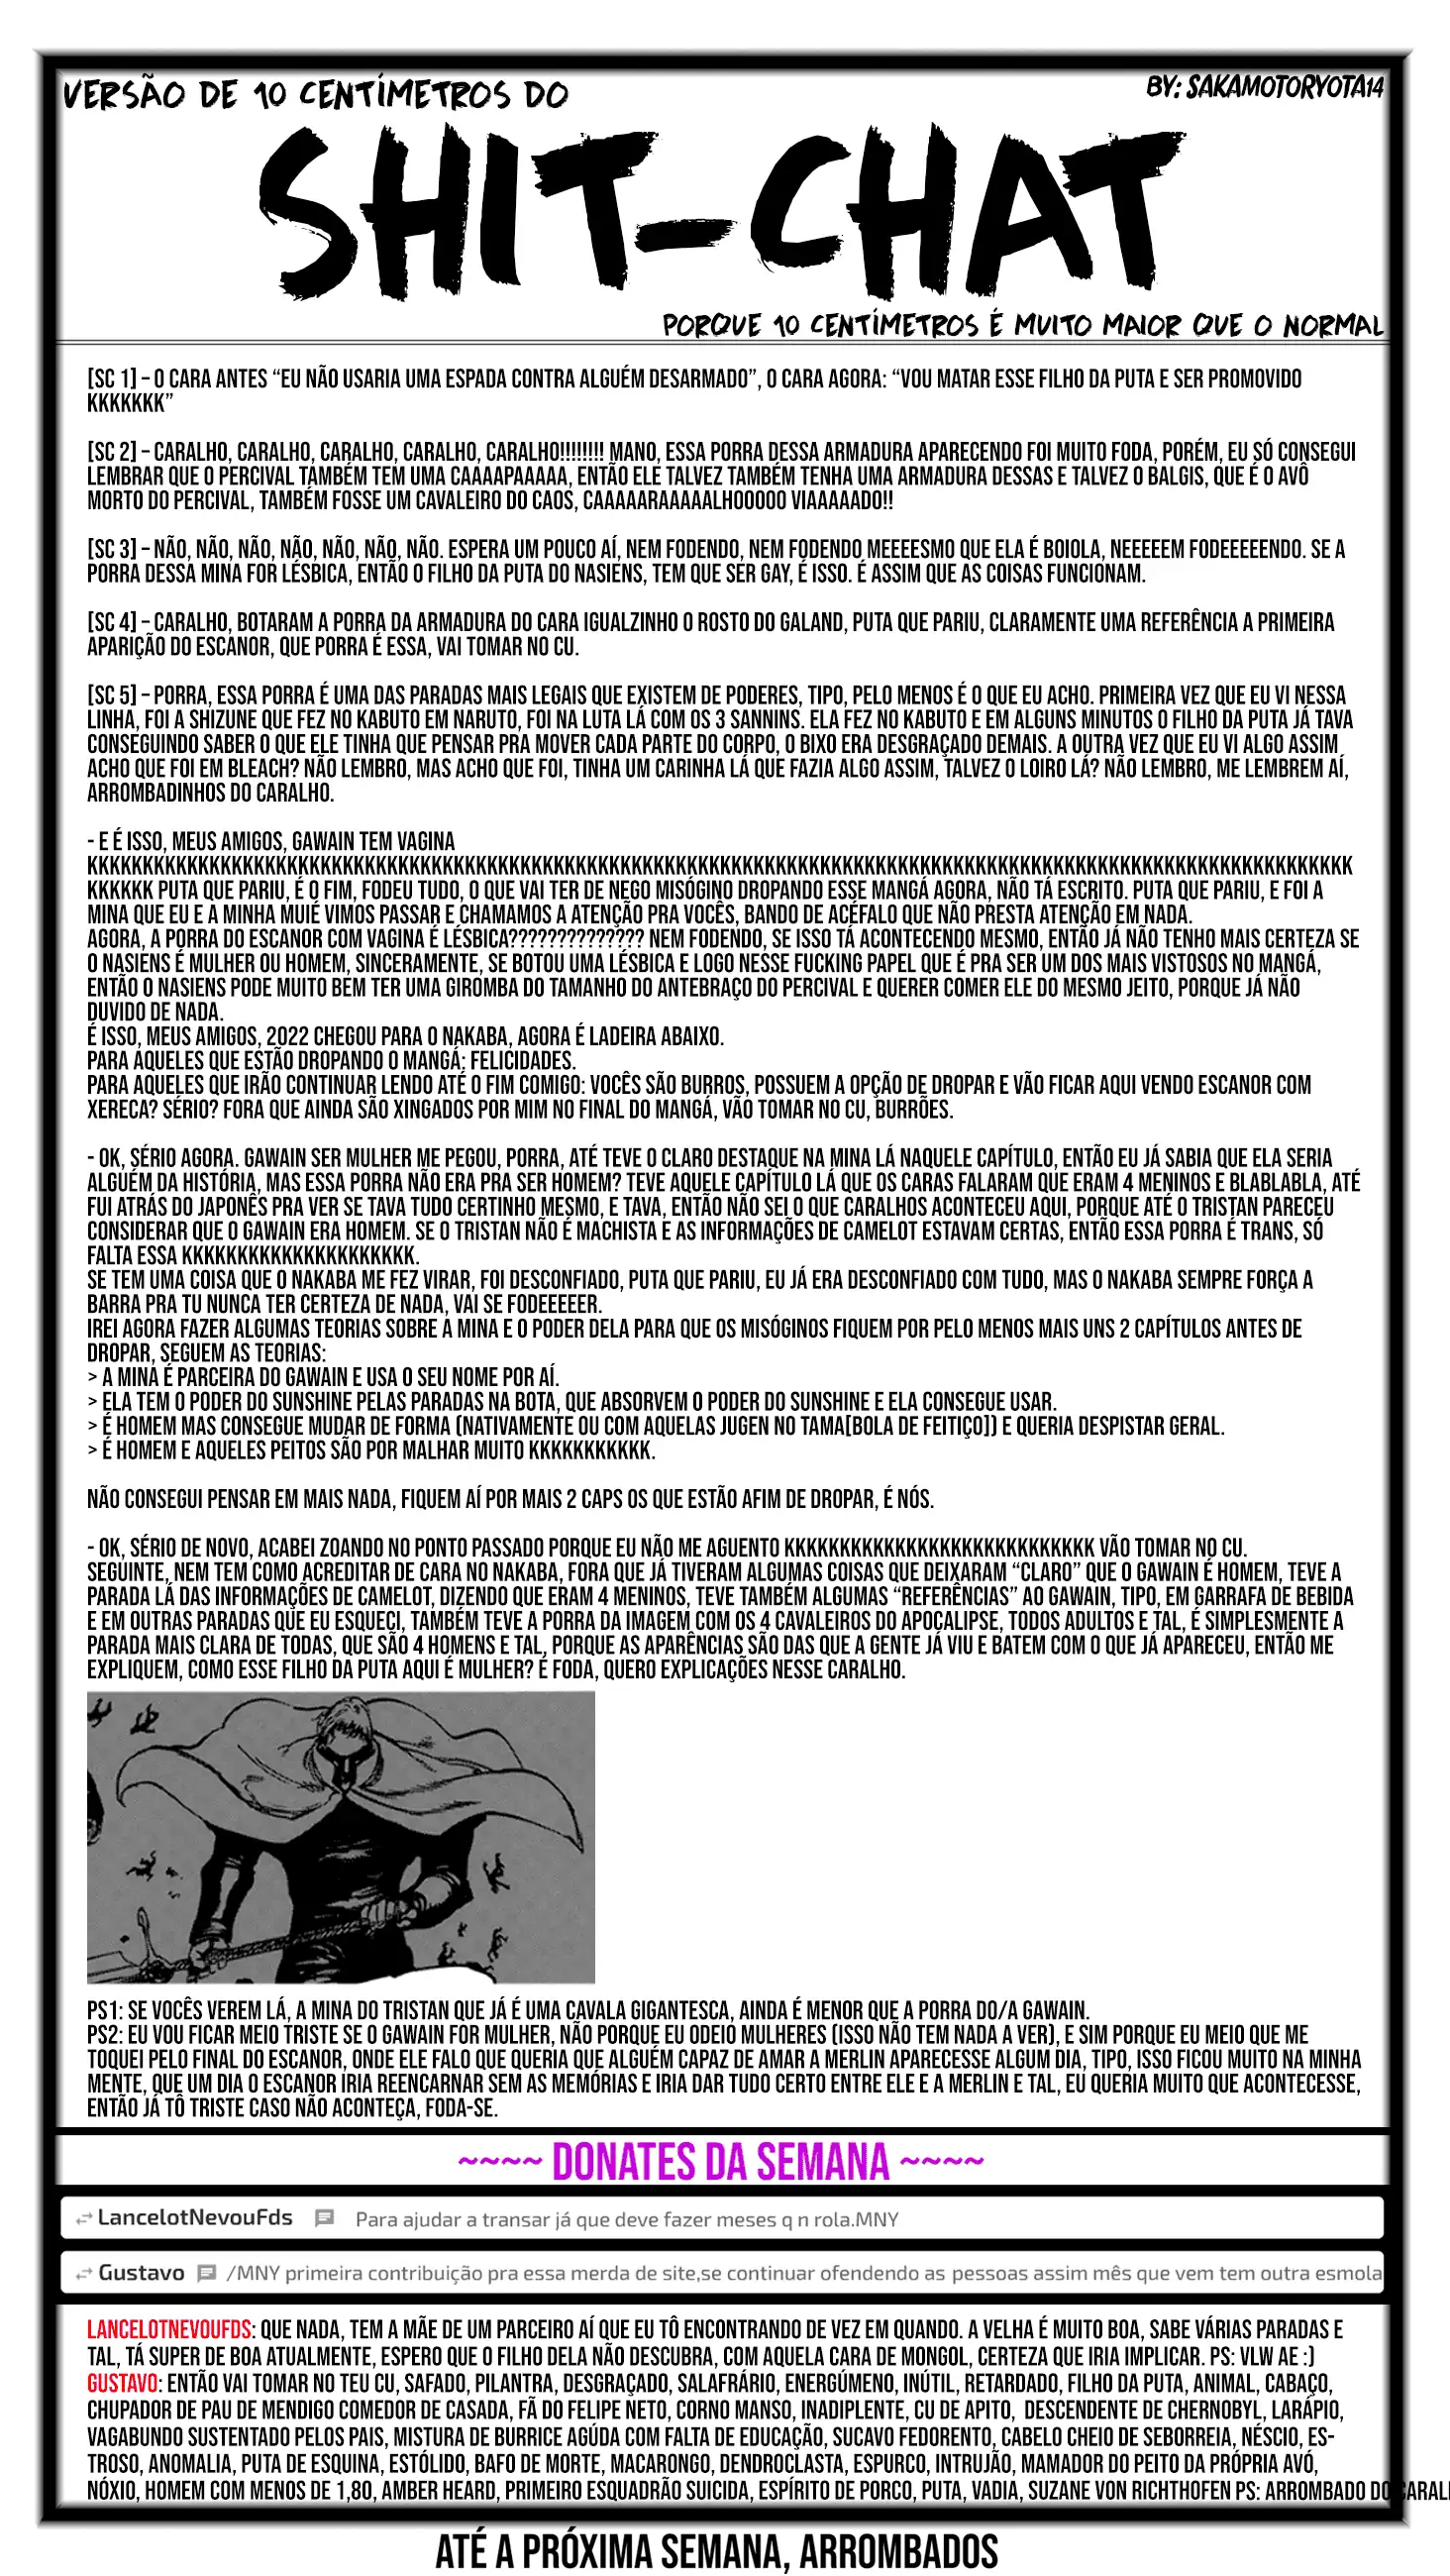 VERSÃO DE 10 CENTÍMETROS DO
BY: SAKAMOTORYOTA14
SHIT-CHAT
PORQUE 10 CENTÍMETROS É MUITO MAIOR QUE O NORMAL
[SC 1] – O CARA ANTES “EU NÃO USARIA UMA ESPADA CONTRA ALGUÉM DESARMADO”, O CARA AGORA: “VOU MATAR ESSE FILHO DA PUTA E SER PROMOVIDO
KKKKKKK”
[SC 2] – CARALHO, CARALHO, CARALHO, CARALHO, CARALHO!!!!!!!! MANO, ESSA PORRA DESSA ARMADURA APARECENDO FOI MUITO FODA, PORÉM, EU SÓ CONSEGUI
LEMBRAR QUE O PERCIVAL TAMBÉM TEM UMA CAAAAPAAAAA, ENTÃO ELE TALVEZ TAMBÉM TENHA UMA ARMADURA DESSAS E TALVEZ O BALGIS, QUE É O AVÔ
MORTO DO PERCIVAL, TAMBÉM FOSSE UM CAVALEIRO DO CAOS, CAAAAARAAAAALHOOOOO VIAAAAADO!!
[SC 3] – NÃO, NÃO, NÃO, NÃO, NÃO, NÃO, NÃO. ESPERA UM POUCO AÍ, NEM FODENDO, NEM FODENDO MEEEESMO QUE ELA É BOIOLA, NEEEEEM FODEEEEENDO. SE A
PORRA DESSA MINA FOR LÉSBICA, ENTÃO O FILHO DA PUTA DO NASIENS, TEM QUE SER GAY, É ISSO. É ASSIM QUE AS COISAS FUNCIONAM.
[SC 4] – CARALHO, BOTARAM A PORRA DA ARMADURA DO CARA IGUALZINHO O ROSTO DO GALAND, PUTA QUE PARIU, CLARAMENTE UMA REFERÊNCIA A PRIMEIRA
APARIÇÃO DO ESCANOR, QUE PORRA É ESSA, VAI TOMAR NO CU.
[SC 5] – PORRA, ESSA PORRA É UMA DAS PARADAS MAIS LEGAIS QUE EXISTEM DE PODERES, TIPO, PELO MENOS É O QUE EU ACHO. PRIMEIRA VEZ QUE EU VI NESSA
LINHA, FOI A SHIZUNE QUE FEZ NO KABUTO EM NARUTO, FOI NA LUTA LÁ COM OS 3 SANNINS. ELA FEZ NO KABUTO E EM ALGUNS MINUTOS O FILHO DA PUTA JÁ TAVA
CONSEGUINDO SABER O QUE ELE TINHA QUE PENSAR PRA MOVER CADA PARTE DO CORPO, O BIXO ERA DESGRAÇADO DEMAIS. A OUTRA VEZ QUE EU VI ALGO ASSIM
ACHO QUE FOI EM BLEACH? NÃO LEMBRO, MAS ACHO QUE FOI, TINHA UM CARINHA LÁ QUE FAZIA ALGO ASSIM, TALVEZ O LOIRO LÁ? NÃO LEMBRO, ME LEMBREM AÍ,
ARROMBADINHOS DO CARALHO.
- E É ISSO, MEUS AMIGOS, GAWAIN TEM VAGINA
KKKKKKKKKKKKKKKKKKKKKKKKKKKKKKKKKKKKKKKKKKKKKKKKKKKKKKKKKKKKKKKKKKKKKKKKKKKKKKKKKKKKKKKKKKKKKKKKKKKKKKKKKKKKKKKKKK
KKKKKK PUTA QUE PARIU, É O FIM, FODEU TUDO, O QUE VAI TER DE NEGO MISÓGINO DROPANDO ESSE MANGÁ AGORA, NÃO TÁ ESCRITO. PUTA QUE PARIU, E FOI A
MINA QUE EU E A MINHA MUIÉ VIMOS PASSAR E CHAMAMOS A ATENÇÃO PRA VOCÊS, BANDO DE ACÉFALO QUE NÃO PRESTA ATENÇÃO EM NADA.
AGORA, A PORRA DO ESCANOR COM VAGINA É LÉSBICA?????????????? NEM FODENDO, SE ISSO TÁ ACONTECENDO MESMO, ENTÃO JÁ NÃO TENHO MAIS CERTEZA SE
O NASIENS É MULHER OU HOMEM, SINCERAMENTE, SE BOTOU UMA LÉSBICA E LOGO NESSE FUCKING PAPEL QUE É PRA SER UM DOS MAIS VISTOSOS NO MANGÁ,
ENTÃO O NASIENS PODE MUITO BEM TER UMA GIROMBA DO TAMANHO DO ANTEBRAÇO DO PERCIVAL E QUERER COMER ELE DO MESMO JEITO, PORQUE JÁ NÃO
DUVIDO DE NADA.
É ISSO, MEUS AMIGOS, 2022 CHEGOU PARA O NAKABA, AGORA É LADEIRA ABAIXO.
PARA AQUELES QUE ESTÃO DROPANDO O MANGÁ: FELICIDADES.
PARA AQUELES QUE IRÃO CONTINUAR LENDO ATÉ O FIM COMIGO: VOCÊS SÃO BURROS, POSSUEM A OPÇÃO DE DROPAR E VÃO FICAR AQUI VENDO ESCANOR COM
XERECA? SÉRIO? FORA QUE AINDA SÃO XINGADOS POR MIM NO FINAL DO MANGÁ, VÃO TOMAR NO CU, BURRÕES.
- OK, SÉRIO AGORA. GAWAIN SER MULHER ME PEGOU, PORRA, ATÉ TEVE O CLARO DESTAQUE NA MINA LÁ NAQUELE CAPÍTULO, ENTÃO EU JÁ SABIA QUE ELA SERIA
ALGUÉM DA HISTÓRIA, MAS ESSA PORRA NÃO ERA PRA SER HOMEM? TEVE AQUELE CAPÍTULO LÁ QUE OS CARAS FALARAM QUE ERAM 4 MENINOS E BLABLABLA, ATÉ
FUI ATRÁS DO JAPONÊS PRA VER SE TAVA TUDO CERTINHO MESMO, E TAVA, ENTÃO NÃO SEI O QUE CARALHOS ACONTECEU AQUI, PORQUE ATÉ O TRISTAN PARECEU
CONSIDERAR QUE O GAWAIN ERA HOMEM. SE O TRISTAN NÃO É MACHISTA E AS INFORMAÇÕES DE CAMELOT ESTAVAM CERTAS, ENTÃO ESSA PORRA É TRANS, SÓ
FALTA ESSA KKKKKKKKKKKKKKKKKKKKK.
SE TEM UMA COISA QUE O NAKABA ME FEZ VIRAR, FOI DESCONFIADO, PUTA QUE PARIU, EU JÁ ERA DESCONFIADO COM TUDO, MAS O NAKABA SEMPRE FORÇA A
BARRA PRA TU NUNCA TER CERTEZA DE NADA, VAI SE FODEEEEER.
IREI AGORA FAZER ALGUMAS TEORIAS SOBRE A MINA E O PODER DELA PARA QUE OS MISÓGINOS FIQUEM POR PELO MENOS MAIS UNS 2 CAPÍTULOS ANTES DE
DROPAR, SEGUEM AS TEORIAS:
> A MINA É PARCEIRA DO GAWAIN E USA O SEU NOME POR AÍ.
> ELA TEM O PODER DO SUNSHINE PELAS PARADAS NA BOTA, QUE ABSORVEM O PODER DO SUNSHINE E ELA CONSEGUE USAR.
> É HOMEM MAS CONSEGUE MUDAR DE FORMA (NATIVAMENTE OU COM AQUELAS JUGEN NO TAMA[BOLA DE FEITIÇO]) E QUERIA DESPISTAR GERAL.
> É HOMEM E AQUELES PEITOS SÃO POR MALHAR MUITO KKKKKKKKKKK.
NÃO CONSEGUI PENSAR EM MAIS NADA, FIQUEM AÍ POR MAIS 2 CAPS OS QUE ESTÃO AFIM DE DROPAR, É NÓS.
- OK, SÉRIO DE NOVO, ACABEI ZOANDO NO PONTO PASSADO PORQUE EU NÃO ME AGUENTO KKKKKKKKKKKKKKKKKKKKKKKKKKKK VÃO TOMAR NO CU.
SEGUINTE, NEM TEM COMO ACREDITAR DE CARA NO NAKABA, FORA QUE JÁ TIVERAM ALGUMAS COISAS QUE DEIXARAM “CLARO” QUE O GAWAIN É HOMEM, TEVE A
PARADA LÁ DAS INFORMAÇÕES DE CAMELOT, DIZENDO QUE ERAM 4 MENINOS, TEVE TAMBÉM ALGUMAS “REFERÊNCIAS” AO GAWAIN, TIPO, EM GARRAFA DE BEBIDA
E EM OUTRAS PARADAS QUE EU ESQUECI, TAMBÉM TEVE A PORRA DA IMAGEM COM OS 4 CAVALEIROS DO APOCALIPSE, TODOS ADULTOS E TAL, É SIMPLESMENTE A
PARADA MAIS CLARA DE TODAS, QUE SÃO 4 HOMENS E TAL, PORQUE AS APARÊNCIAS SÃO DAS QUE A GENTE JÁ VIU E BATEM COM O QUE JÁ APARECEU, ENTÃO ME
EXPLIQUEM, COMO ESSE FILHO DA PUTA AQUI É MULHER? É FODA, QUERO EXPLICAÇÕES NESSE CARALHO.
PS1: SE VOCÊS VEREM LÁ, A MINA DO TRISTAN QUE JÁ É UMA CAVALA GIGANTESCA, AINDA É MENOR QUE A PORRA DO/A GAWAIN.
PS2: EU VOU FICAR MEIO TRISTE SE O GAWAIN FOR MULHER, NÃO PORQUE EU ODEIO MULHERES (ISSO NÃO TEM NADA A VER), E SIM PORQUE EU MEIO QUE ME
TOQUEI PELO FINAL DO ESCANOR, ONDE ELE FALO QUE QUERIA QUE ALGUÉM CAPAZ DE AMAR A MERLIN APARECESSE ALGUM DIA, TIPO, ISSO FICOU MUITO NA MINHA
MENTE, QUE UM DIA O ESCANOR IRIA REENCARNAR SEM AS MEMÓRIAS E IRIA DAR TUDO CERTO ENTRE ELE E A MERLIN E TAL, EU QUERIA MUITO QUE ACONTECESSE,
ENTÃO JÁ TÔ TRISTE CASO NÃO ACONTEÇA, FODA-SE.
~~~~ DONATES DA SEMANA ~~~~
LancelotNevouFds Para ajudar a transar já que deve fazer meses q n rola.MNY
Gustavo /MNY primeira contribuição pra essa merda de site,se continuar ofendendo as pessoas assim mês que vem tem outra esmola
LANCELOTNEVOUFDS: QUE NADA, TEM A MÃE DE UM PARCEIRO AÍ QUE EU TÔ ENCONTRANDO DE VEZ EM QUANDO. A VELHA É MUITO BOA, SABE VÁRIAS PARADAS E
TAL, TÁ SUPER DE BOA ATUALMENTE, ESPERO QUE O FILHO DELA NÃO DESCUBRA, COM AQUELA CARA DE MONGOL, CERTEZA QUE IRIA IMPLICAR. PS: VLW AE :)
GUSTAVO: ENTÃO VAI TOMAR NO TEU CU, SAFADO, PILANTRA, DESGRAÇADO, SALAFRÁRIO, ENERGÚMENO, INÚTIL, RETARDADO, FILHO DA PUTA, ANIMAL, CABAÇO,
CHUPADOR DE PAU DE MENDIGO COMEDOR DE CASADA, FÃ DO FELIPE NETO, CORNO MANSO, INADIPLENTE, CU DE APITO, DESCENDENTE DE CHERNOBYL, LARÁPIO,
VAGABUNDO SUSTENTADO PELOS PAIS, MISTURA DE BURRICE AGÚDA COM FALTA DE EDUCAÇÃO, SUCAVO FEDORENTO, CABELO CHEIO DE SEBORREIA, NÉSCIO, ES-
TROSO, ANOMALIA, PUTA DE ESQUINA, ESTÓLIDO, BAFO DE MORTE, MACARONGO, DENDROCLASTA, ESPURCO, INTRUJÃO, MAMADOR DO PEITO DA PRÓPRIA AVÓ,
NÓXIO, HOMEM COM MENOS DE 1,80, AMBER HEARD, PRIMEIRO ESQUADRÃO SUICIDA, ESPÍRITO DE PORCO, PUTA, VADIA, SUZANE VON RICHTHOFEN PS: ARROMBADO DO CARAL
ATÉ A PRÓXIMA SEMANA, ARROMBADOS